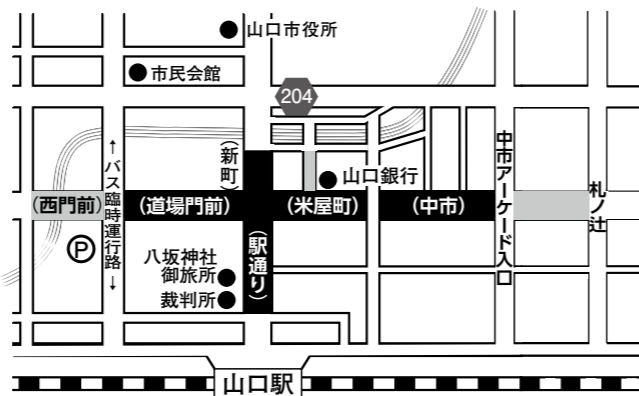 山口市役所
市民会館
204
(新町)
山口銀行
中市アーケード入口
札ノ辻
←バス臨時運行路→
(西門前)
(道場門前)
(米屋町)
(中市)
P
八坂神社
御旅所
裁判所
(駅通り)
山口駅